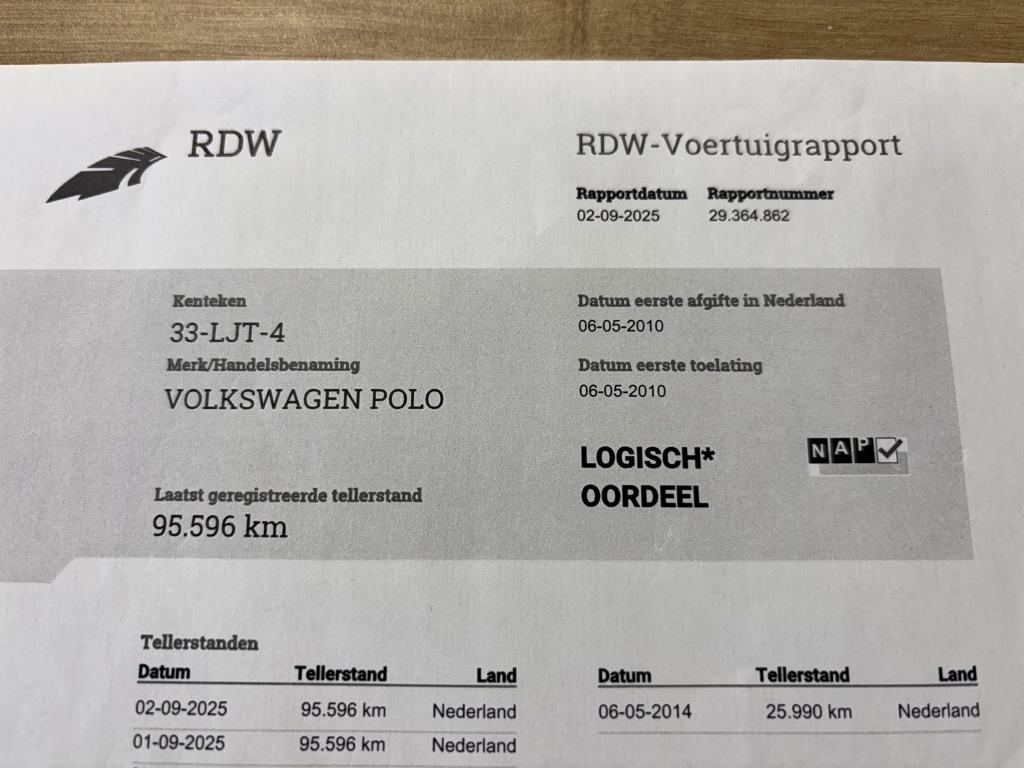 RDW
RDW-Voertuigrapport
Rapportdatum Rapportnummer
02-09-2025 29.364.862
Kenteken
33-LJT-4
Merk/Handelsbenaming
VOLKSWAGEN POLO
Laatst geregistreerde tellerstand
95.596 km
Datum eerste afgifte in Nederland
06-05-2010
Datum eerste toelating
06-05-2010
LOGISCH*
OORDEEL
NAP
Tellerstanden
Datum Tellerstand Land
02-09-2025 95.596 km Nederland
01-09-2025 95.596 km Nederland
Datum Tellerstand Land
06-05-2014 25.990 km Nederland